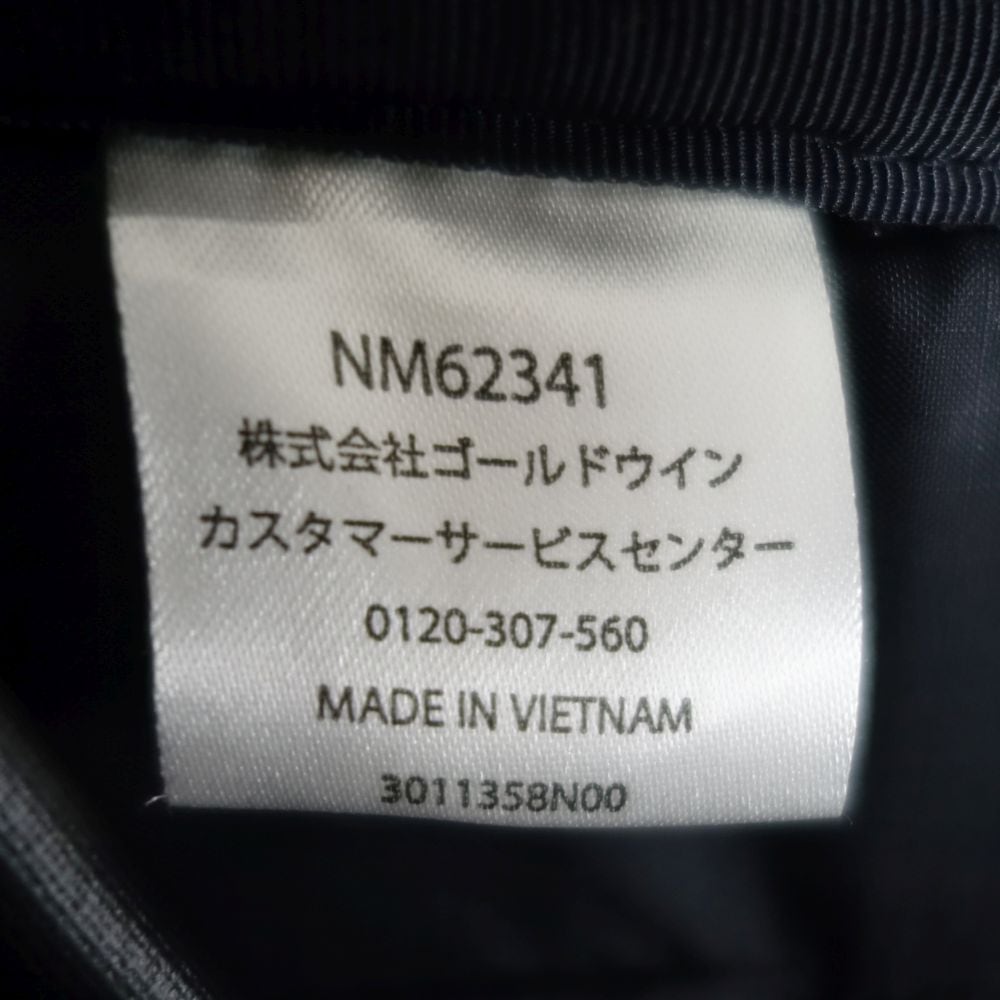 NM62341
株式会社ゴールドウイン
カスタマーサービスセンター
0120-307-560
MADE IN VIETNAM
3011358N00